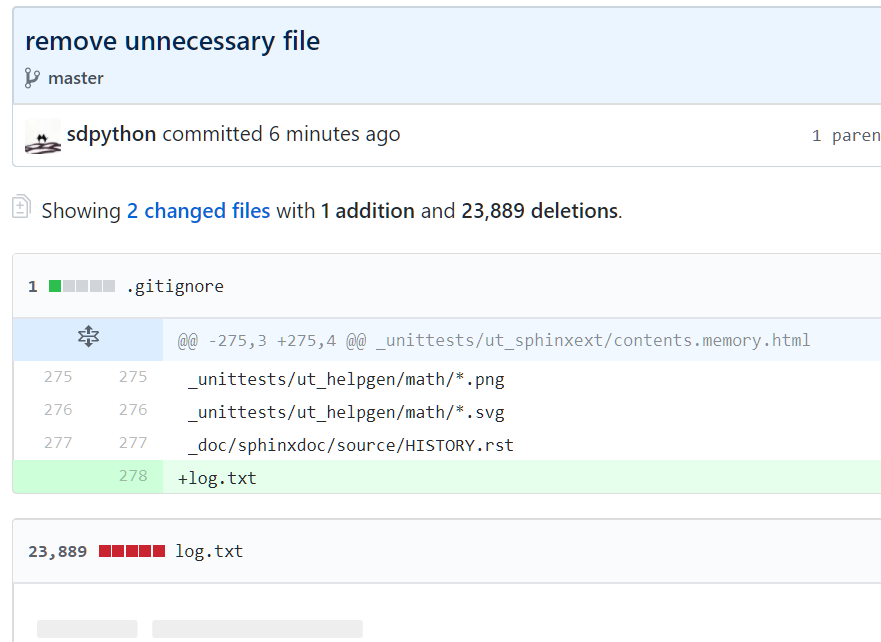 remove unnecessary file
master
sdpython committed 6 minutes ago
1 paren
Showing 2 changed files with 1 addition and 23,889 deletions.
1 .gitignore
@@ -275,3 +275,4 @@ _unittests/ut_sphinxext/contents.memory.html
275 275 _unittests/ut_helpgen/math/*.png
276 276 _unittests/ut_helpgen/math/*.svg
277 277 _doc/sphinxdoc/source/HISTORY.rst
278 +log.txt
23,889 log.txt